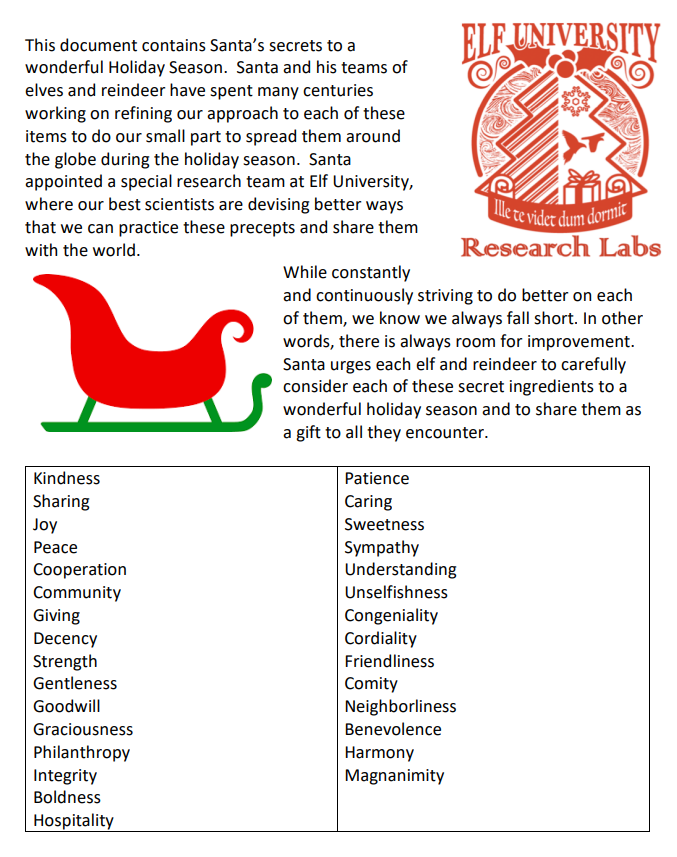 This document contains Santa’s secrets to a
wonderful Holiday Season.  Santa and his teams of
elves and reindeer have spent many centuries
working on refining our approach to each of these
items to do our small part to spread them around
the globe during the holiday season.  Santa
appointed a special research team at Elf University,
where our best scientists are devising better ways
that we can practice these precepts and share them
with the world.
ELF UNIVERSITY
Ille te videt dum dormit
Research Labs
While constantly
and continuously striving to do better on each
of them, we know we always fall short. In other
words, there is always room for improvement.
Santa urges each elf and reindeer to carefully
consider each of these secret ingredients to a
wonderful holiday season and to share them as
a gift to all they encounter.
Kindness
Sharing
Joy
Peace
Cooperation
Community
Giving
Decency
Strength
Gentleness
Goodwill
Graciousness
Philanthropy
Integrity
Boldness
Hospitality
Patience
Caring
Sweetness
Sympathy
Understanding
Unselfishness
Congeniality
Cordiality
Friendliness
Comity
Neighborliness
Benevolence
Harmony
Magnanimity